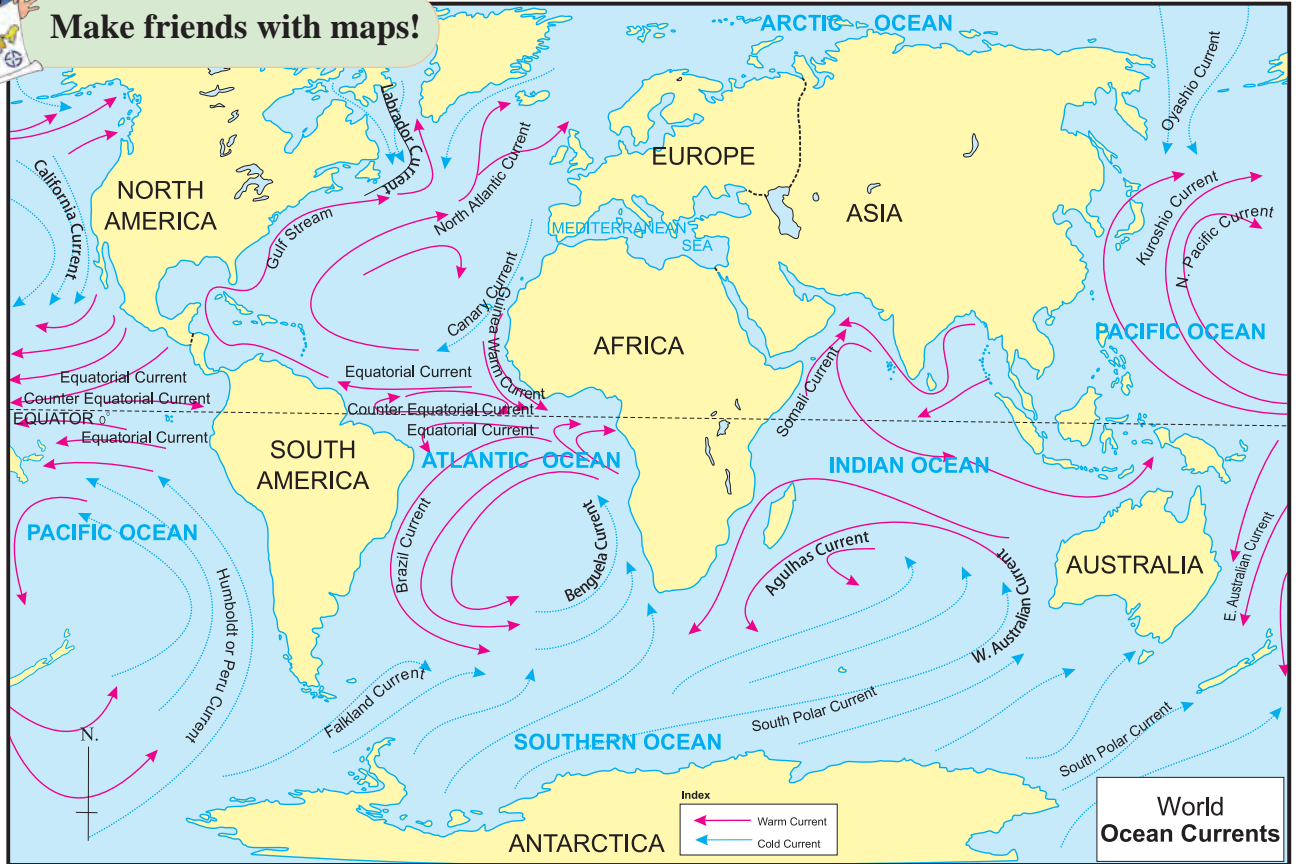 Make friends with maps!
ARCTIC OCEAN
Labrador Current
Oyashio Current
California Current
NORTH
AMERICA
Gulf Stream
North Atlantic Current
EUROPE
ASIA
MEDITERRANEAN
SEA
Kuroshio Current
N. Pacific Current
Canary Current
Guinea Warm Current
AFRICA
PACIFIC OCEAN
Equatorial Current
Equatorial Current
Counter Equatorial Current
Counter Equatorial Current
EQUATOR 0°
Equatorial Current
Equatorial Current
Somali Current
SOUTH
AMERICA
ATLANTIC OCEAN
INDIAN OCEAN
PACIFIC OCEAN
Humboldt or Peru Current
Brazil Current
Benguela Current
Agulhas Current
W. Australian Current
AUSTRALIA
E. Australian Current
Falkland Current
South Polar Current
South Polar Current
N.
SOUTHERN OCEAN
ANTARCTICA
Index
Warm Current
Cold Current
World
Ocean Currents